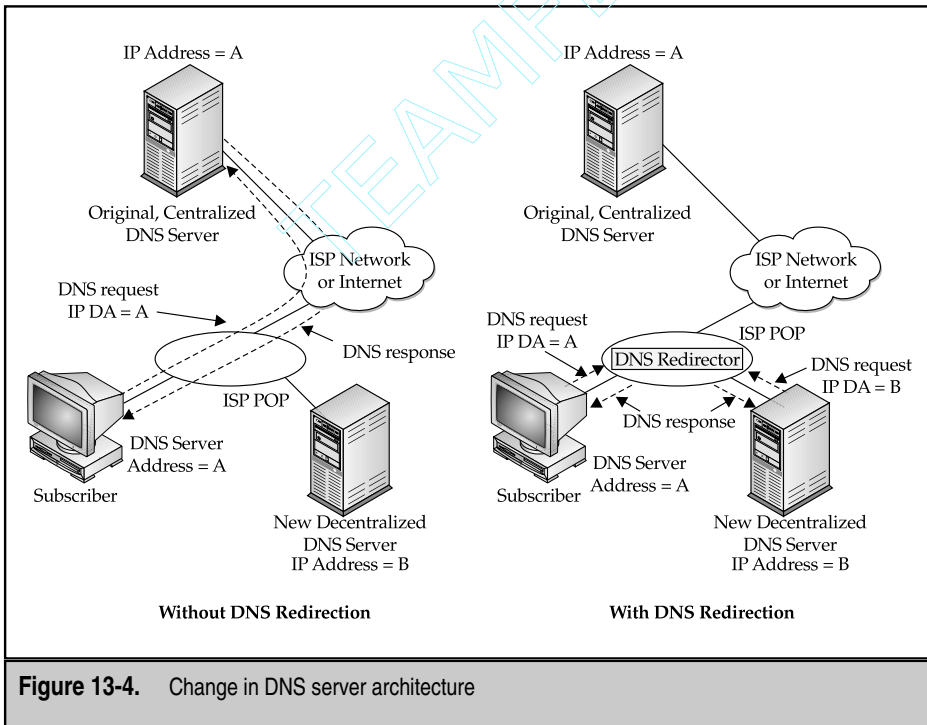 IP Address = A
Original, Centralized
DNS Server
ISP Network
or Internet
DNS request
IP DA = A
DNS response
ISP POP
DNS Server
Address = A
Subscriber
New Decentralized
DNS Server
IP Address = B
Without DNS Redirection
IP Address = A
Original, Centralized
DNS Server
ISP Network
or Internet
DNS request
IP DA = A
ISP POP
DNS Redirector
DNS request
IP DA = B
DNS response
DNS Server
Address = A
Subscriber
New Decentralized
DNS Server
IP Address = B
With DNS Redirection
Figure 13-4. Change in DNS server architecture